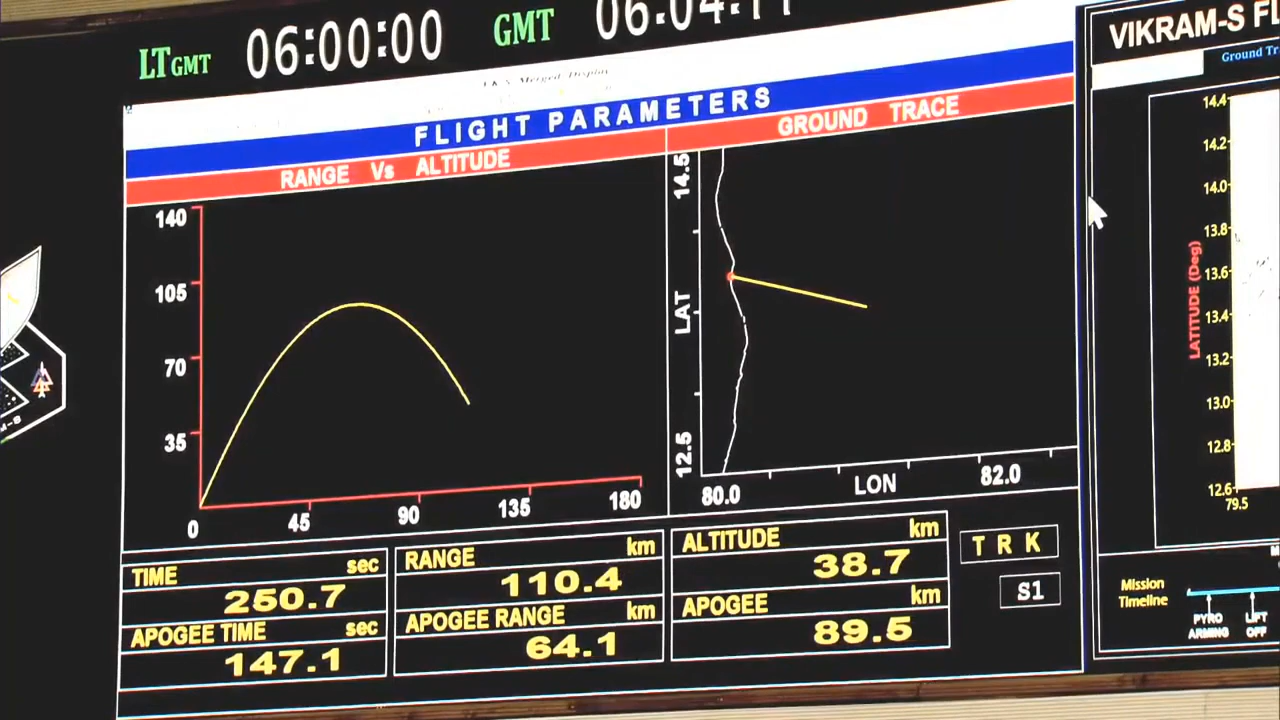 LT GMT 06:00:00 GMT
VIKRAM-S FL
Merged Display
Ground Tr
FLIGHT PARAMETERS
RANGE Vs ALTITUDE
GROUND TRACE
140
105
70
35
0 45 90 135 180
14.5
LAT
12.5
80.0 LON 82.0
14.4
14.2
14.0
13.8
13.6
13.4
13.2
13.0
12.8
12.6
LATITUDE (Deg)
79.5
TIME sec
250.7
APOGEE TIME sec
147.1
RANGE km
110.4
APOGEE RANGE km
64.1
ALTITUDE km
38.7
APOGEE km
89.5
TRK
S1
Mission
Timeline
PYRO
ARMING
LIFT
OFF
M-S